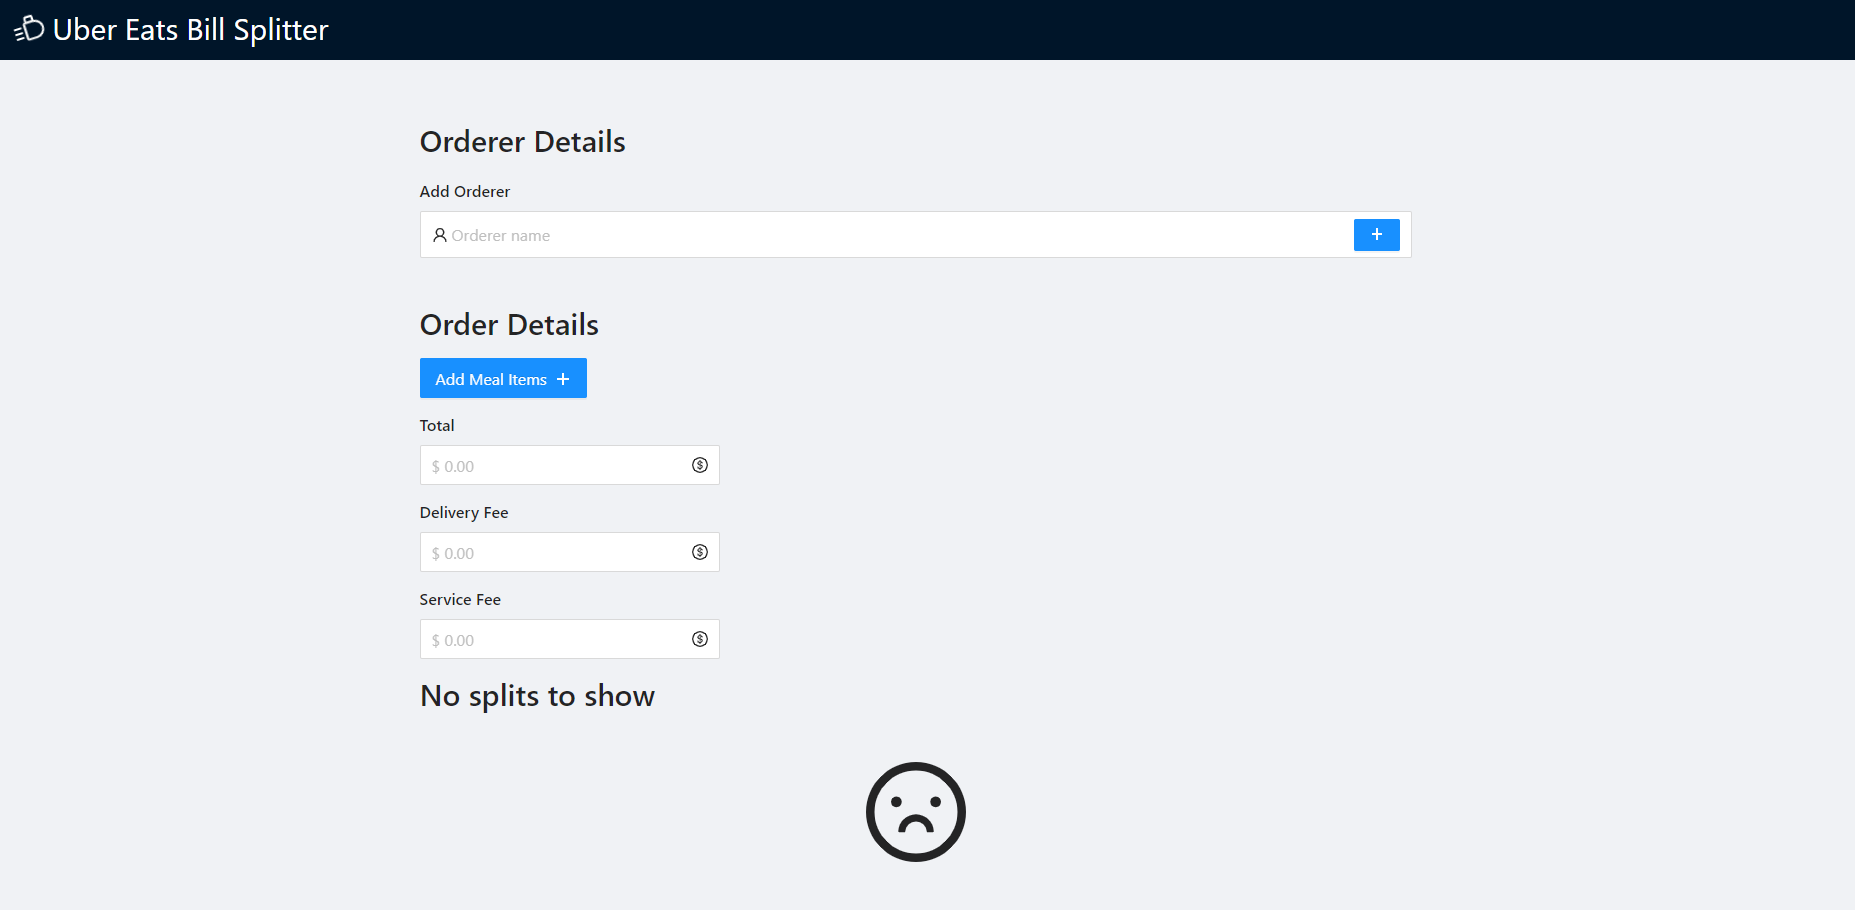 Uber Eats Bill Splitter
Orderer Details
Add Orderer
Orderer name
+
Order Details
Add Meal Items +
Total
$ 0.00
Delivery Fee
$ 0.00
Service Fee
$ 0.00
No splits to show